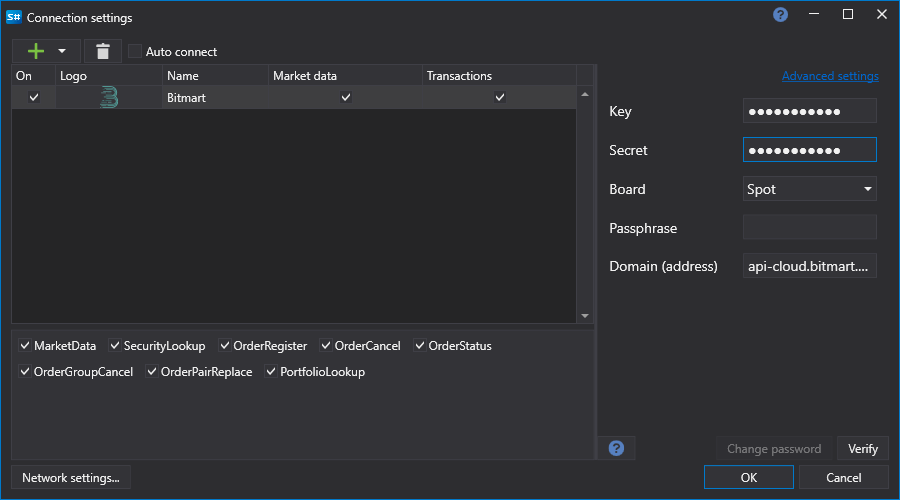 S# Connection settings
Auto connect
On Logo Name Market data Transactions
Bitmart
MarketData SecurityLookup OrderRegister OrderCancel OrderStatus
OrderGroupCancel OrderPairReplace PortfolioLookup
Network settings...
Advanced settings
Key ●●●●●●●●●●●
Secret ●●●●●●●●●●●
Board Spot
Passphrase
Domain (address) api-cloud.bitmart....
? Change password Verify
OK Cancel